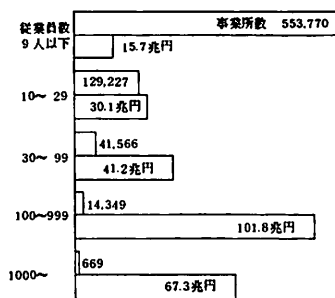 従業員数 事業所数 553.770
9人以下 15.7兆円
129,227
10～ 29
30.1兆円
41,566
30～ 99
41.2兆円
14,349
100～999
101.8兆円
669
1000～
67.3兆円